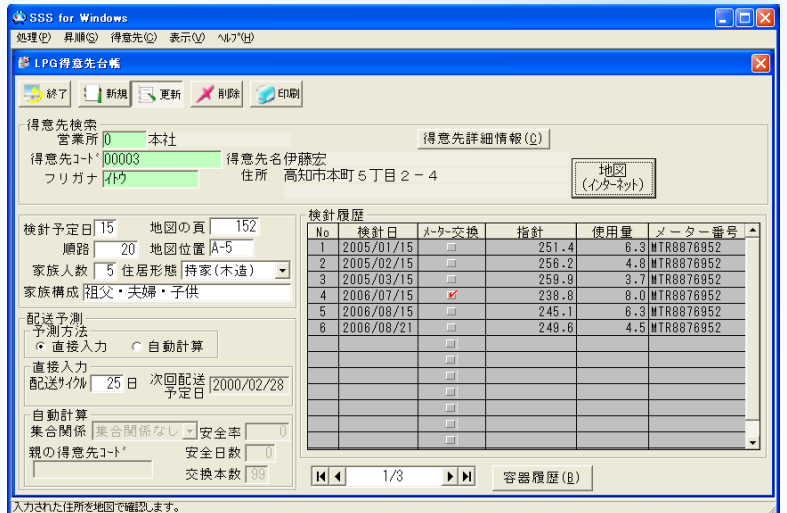 SSS for Windows
処理(P) 昇順(S) 得意先(C) 表示(V) ﾍﾙﾌﾟ(H)
LPG得意先台帳
終了 新規 更新 削除 印刷
得意先検索
営業所 0 本社 得意先詳細情報(C)
得意先ｺｰﾄﾞ 00003 得意先名 伊藤宏
フリガナ ｲﾄｳ 住所 高知市本町５丁目２－４
地図
(ｲﾝﾀｰﾈｯﾄ)
検針予定日 15 地図の頁 152
順路 20 地図位置 A-5
家族人数 5 住居形態 持家(木造)
家族構成 祖父・夫婦・子供
配送予測
予測方法
直接入力 自動計算
直接入力
配送ｻｲｸﾙ 25 日 次回配送予定日 2000/02/28
自動計算
集合関係 集合関係なし 安全率 0
親の得意先ｺｰﾄﾞ 安全日数 0
交換本数 99
検針履歴
No 検針日 ﾒｰﾀｰ交換 指針 使用量 メーター番号
1 2005/01/15 251.4 6.3 MTR8876952
2 2005/02/15 256.2 4.8 MTR8876952
3 2005/03/15 259.9 3.7 MTR8876952
4 2006/07/15 238.8 8.0 MTR8876952
5 2006/08/15 245.1 6.3 MTR8876952
6 2006/08/21 249.6 4.5 MTR8876952
1/3 容器履歴(B)
入力された住所を地図で確認します。